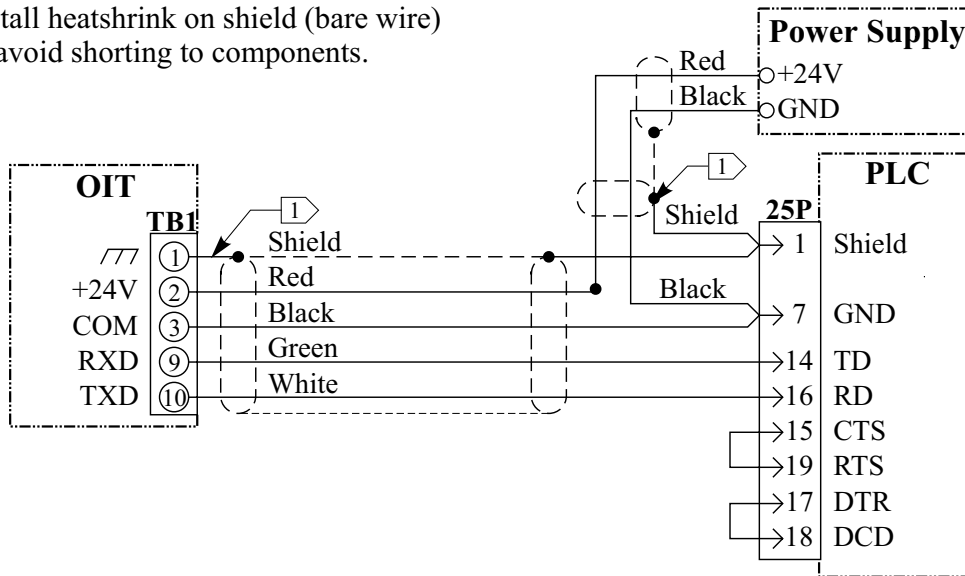 tall heatshrink on shield (bare wire)
avoid shorting to components.
Power Supply
Red
+24V
Black
GND
OIT
PLC
TB1
1
1
25P
Shield
Shield
1
1
Shield
+24V
2
Red
Black
COM
3
Black
7
GND
RXD
9
Green
14
TD
TXD
10
White
16
RD
15
CTS
19
RTS
17
DTR
18
DCD